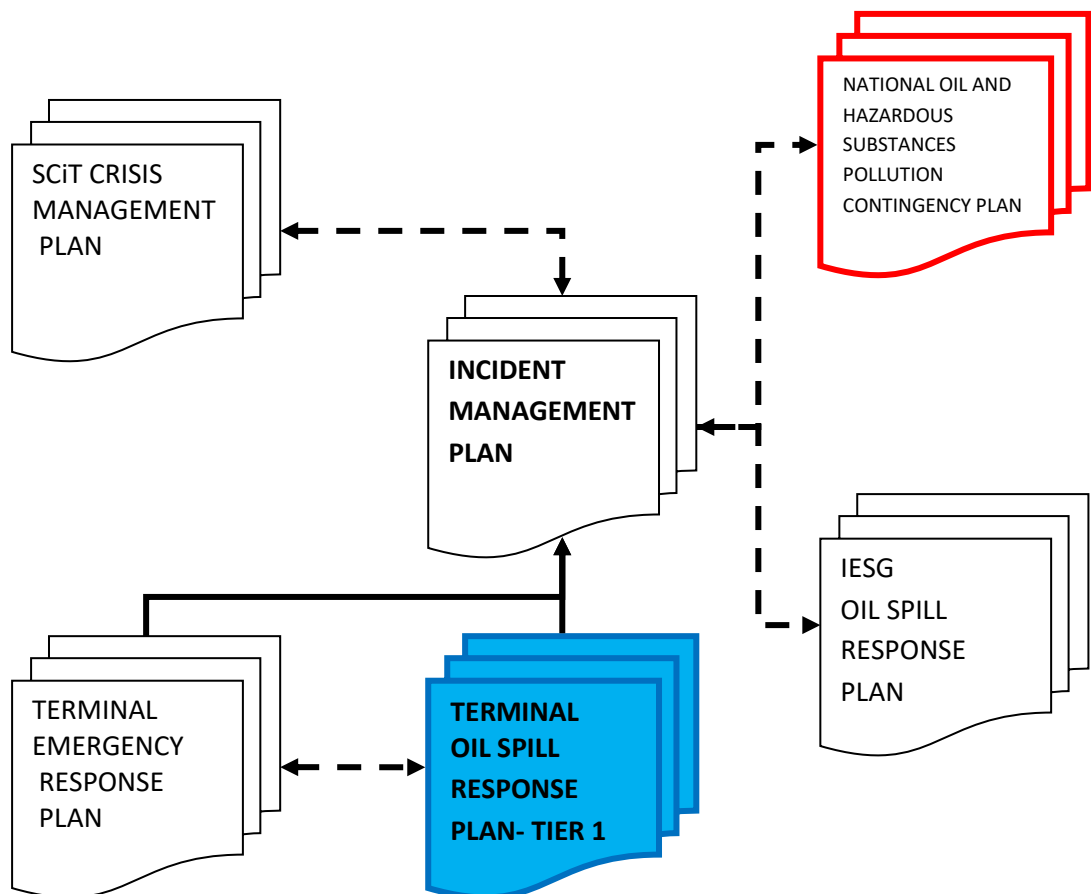 NATIONAL OIL AND
HAZARDOUS
SUBSTANCES
POLLUTION
CONTINGENCY PLAN
SCiT CRISIS
MANAGEMENT
PLAN
INCIDENT
MANAGEMENT
PLAN
IESG
OIL SPILL
RESPONSE
PLAN
TERMINAL
EMERGENCY
RESPONSE
PLAN
TERMINAL
OIL SPILL
RESPONSE
PLAN- TIER 1